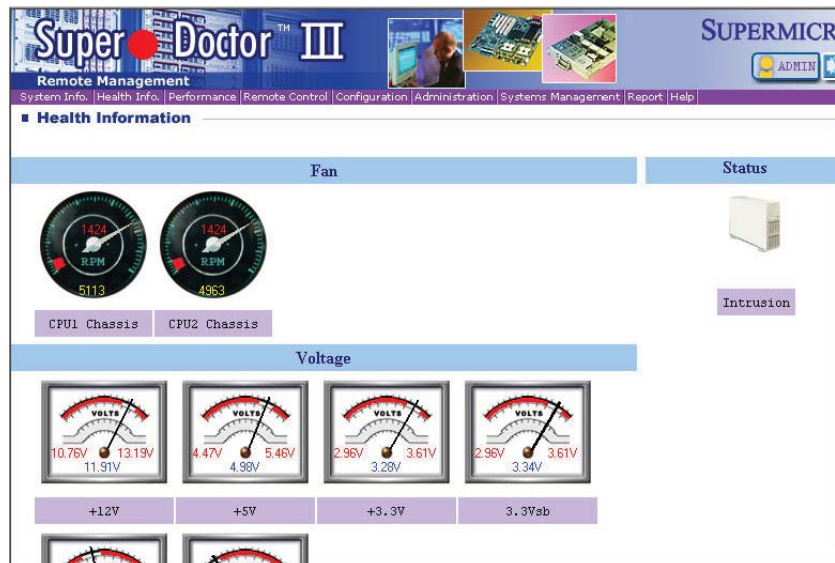 Super Doctor™ III
SUPERMICR
Remote Management
ADMIN
System Info. | Health Info. | Performance | Remote Control | Configuration | Administration | Systems Management | Report | Help
Health Information
Fan
Status
1424 1424
RPM RPM
5113 4963
CPU1 Chassis CPU2 Chassis
Intrusion
Voltage
VOLTS VOLTS VOLTS VOLTS
10.76V 13.19V 4.47V 5.46V 2.96V 3.61V 2.96V 3.61V
11.91V 4.98V 3.28V 3.34V
+12V +5V +3.3V 3.3Vsb